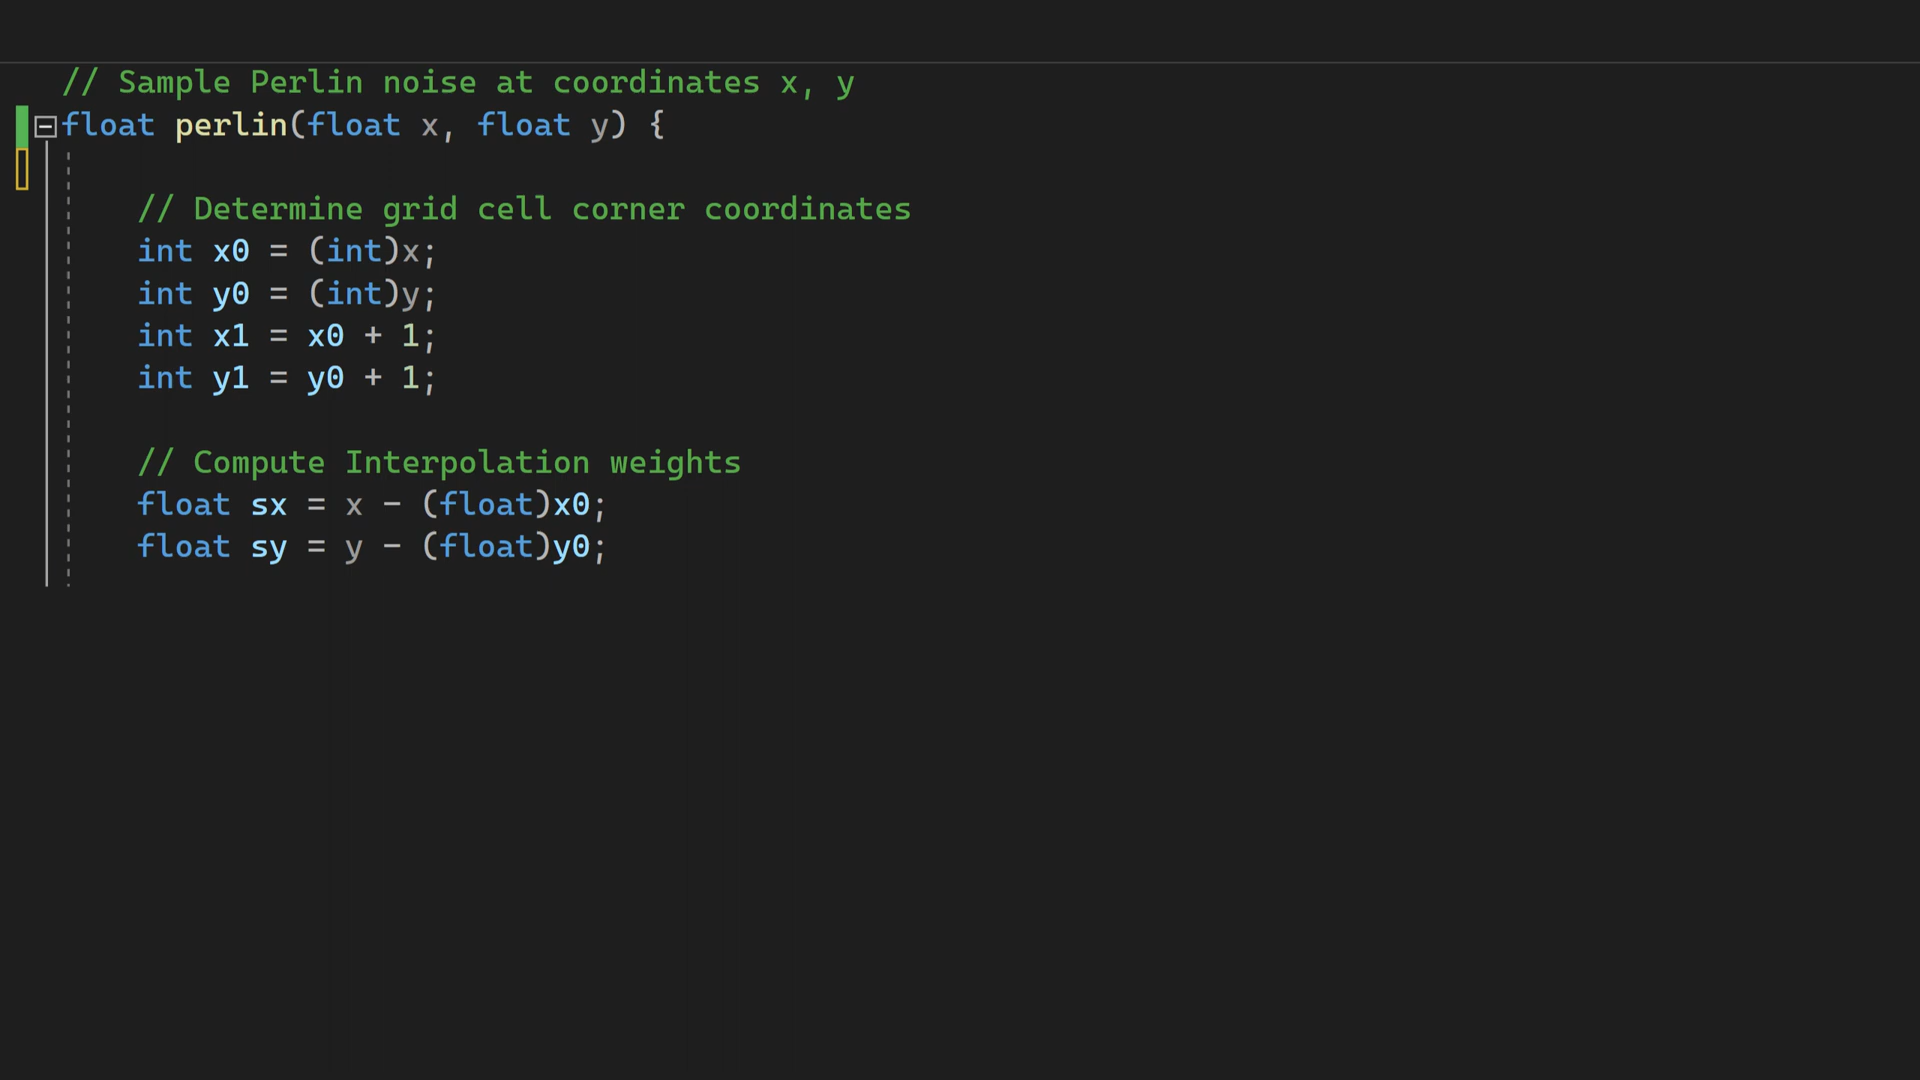 // Sample Perlin noise at coordinates x, y
float perlin(float x, float y) {
// Determine grid cell corner coordinates
int x0 = (int)x;
int y0 = (int)y;
int x1 = x0 + 1;
int y1 = y0 + 1;
// Compute Interpolation weights
float sx = x - (float)x0;
float sy = y - (float)y0;